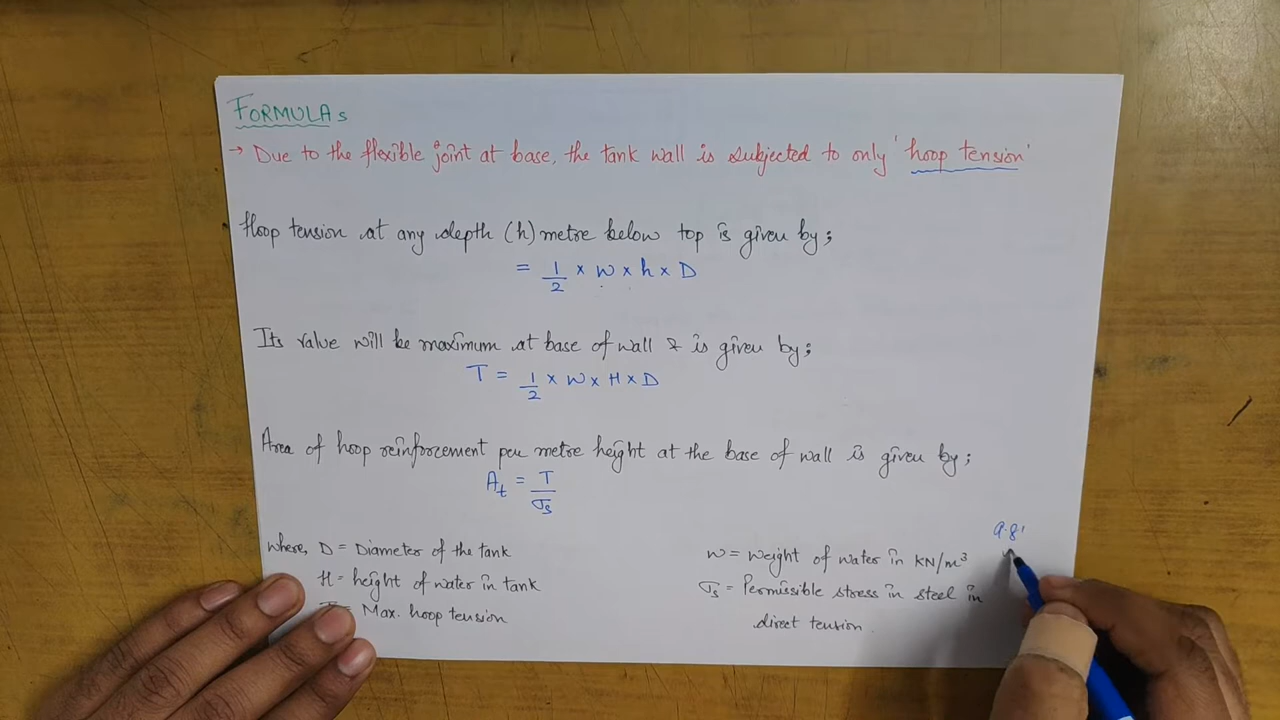 FORMULAs
→ Due to the flexible joint at base, the tank wall is subjected to only 'hoop tension'
Hoop tension at any depth (h) metre below top is given by;
= 1/2 × w × h × D
Its value will be maximum at base of wall & is given by;
T = 1/2 × w × H × D
Area of hoop reinforcement per metre height at the base of wall is given by;
At = T/σs
where, D = Diameter of the tank
H = height of water in tank
T = Max. hoop tension
9.81
w = weight of water in KN/m³
σs = Permissible stress in steel in
direct tension